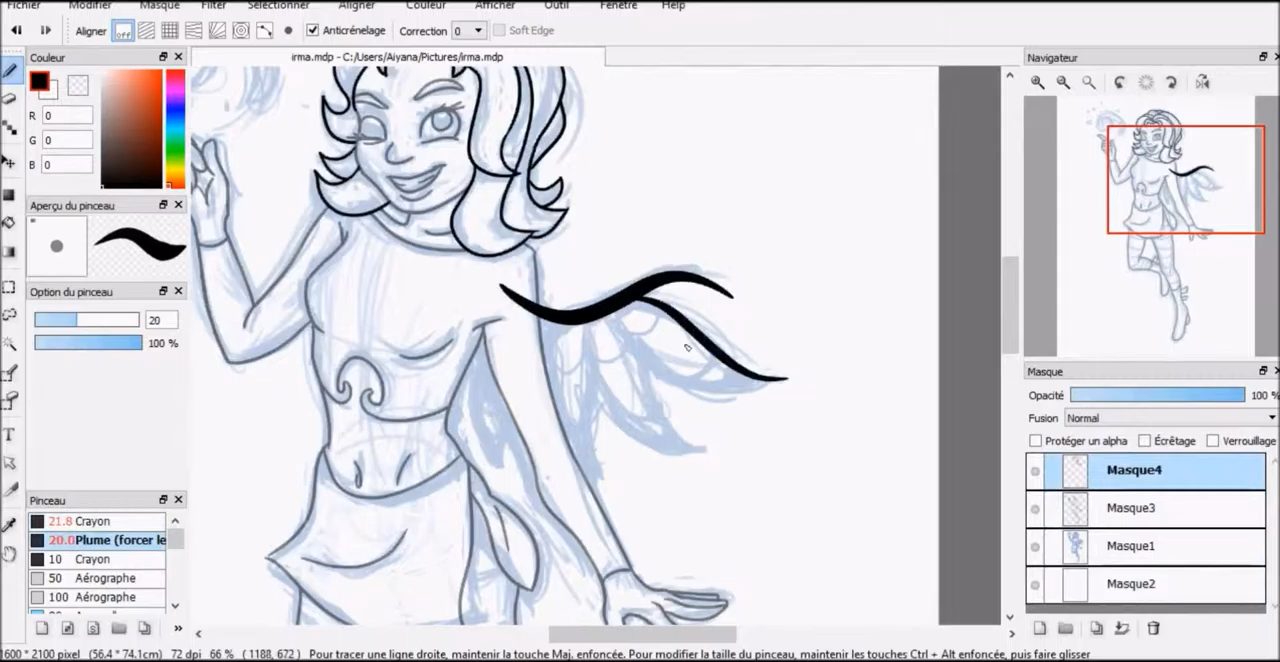 Fichier Modifier Masque Filter Sélectionner Aligner Couleur Afficher Outil Fenêtre Help
Aligner off Anticrénelage Correction 0 Soft Edge
Couleur
irma.mdp - C:/Users/Aiyana/Pictures/irma.mdp
Navigateur
R 0
G 0
B 0
Aperçu du pinceau
Option du pinceau
20
100 %
Masque
Opacité 100 %
Fusion Normal
Protéger un alpha Écrêtage Verrouillage
Masque4
Masque3
Masque1
Masque2
Pinceau
21.8 Crayon
20.0 Plume (forcer le
10 Crayon
50 Aérographe
100 Aérographe
T
S
1600 * 2100 pixel (56.4 * 74.1cm) 72 dpi 66 % ( 1188, 672 ) Pour tracer une ligne droite, maintenir la touche Maj. enfoncée. Pour modifier la taille du pinceau, maintenir les touches Ctrl + Alt enfoncée, puis faire glisser